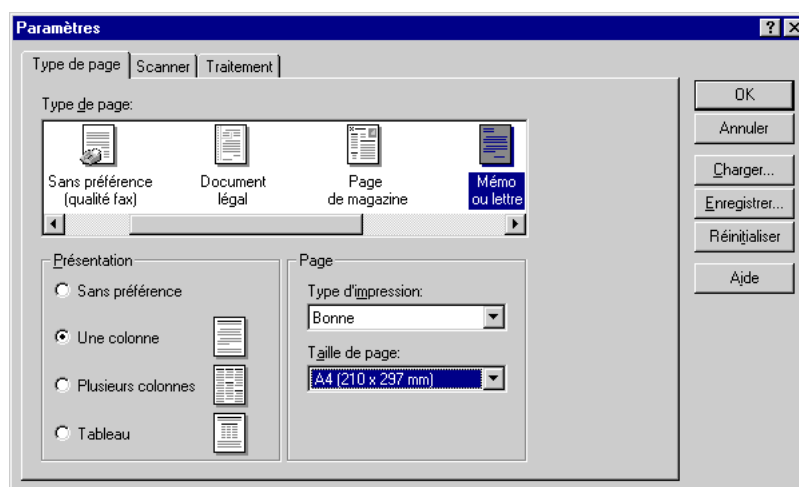 Paramètres
Type de page
Scanner
Traitement
Type de page:
Sans préférence
(qualité fax)
Document
légal
Page
de magazine
Mémo
ou lettre
Présentation
Sans préférence
Une colonne
Plusieurs colonnes
Tableau
Page
Type d'impression:
Bonne
Taille de page:
A4 (210 x 297 mm)
OK
Annuler
Charger...
Enregistrer...
Réinitialiser
Aide